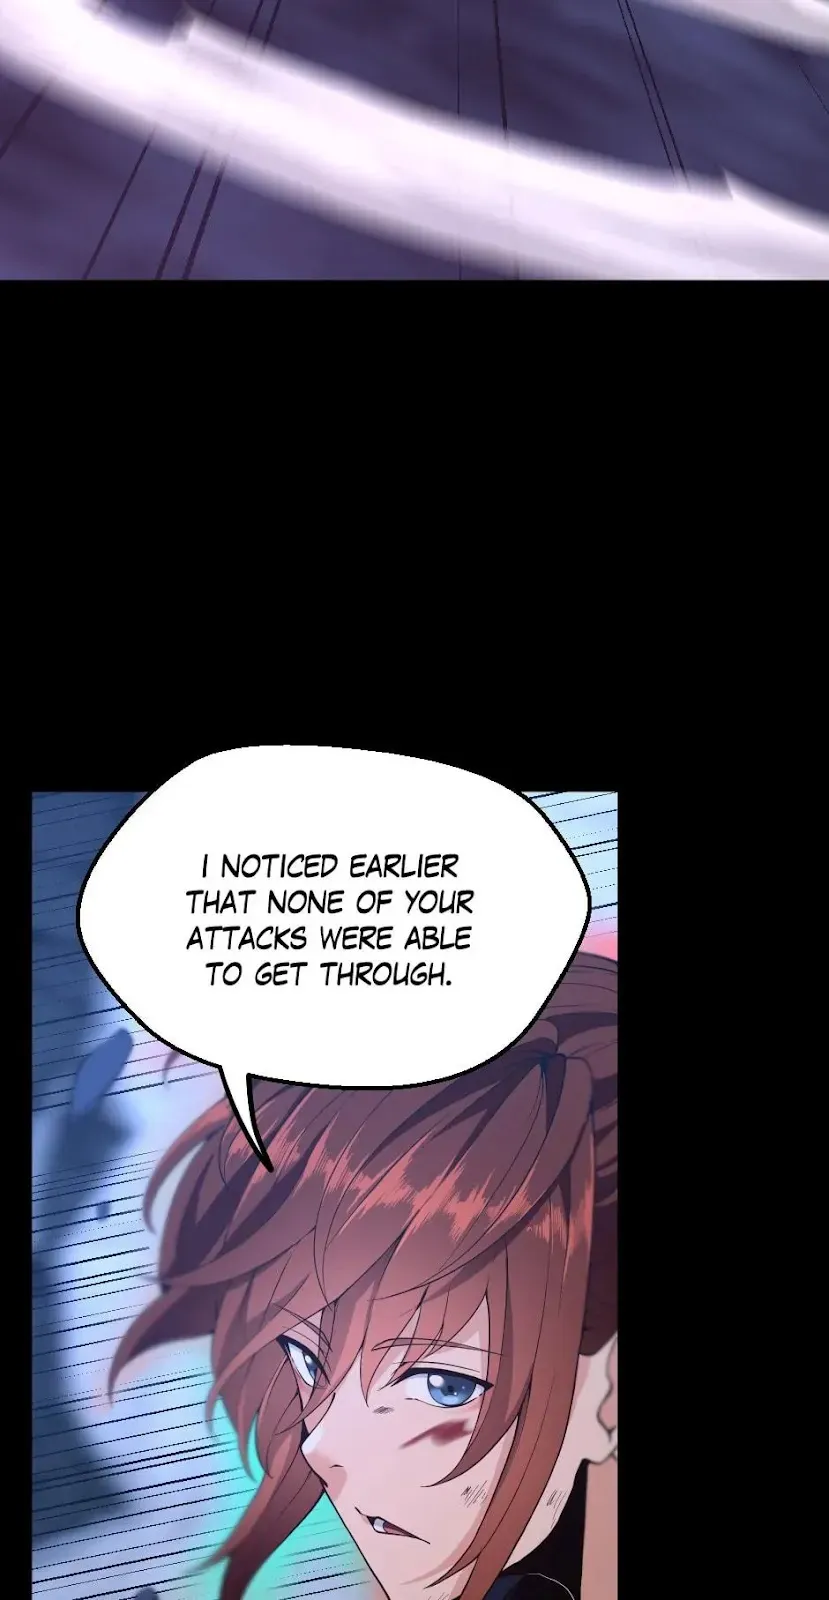 I NOTICED EARLIER
THAT NONE OF YOUR
ATTACKS WERE ABLE
TO GET THROUGH.